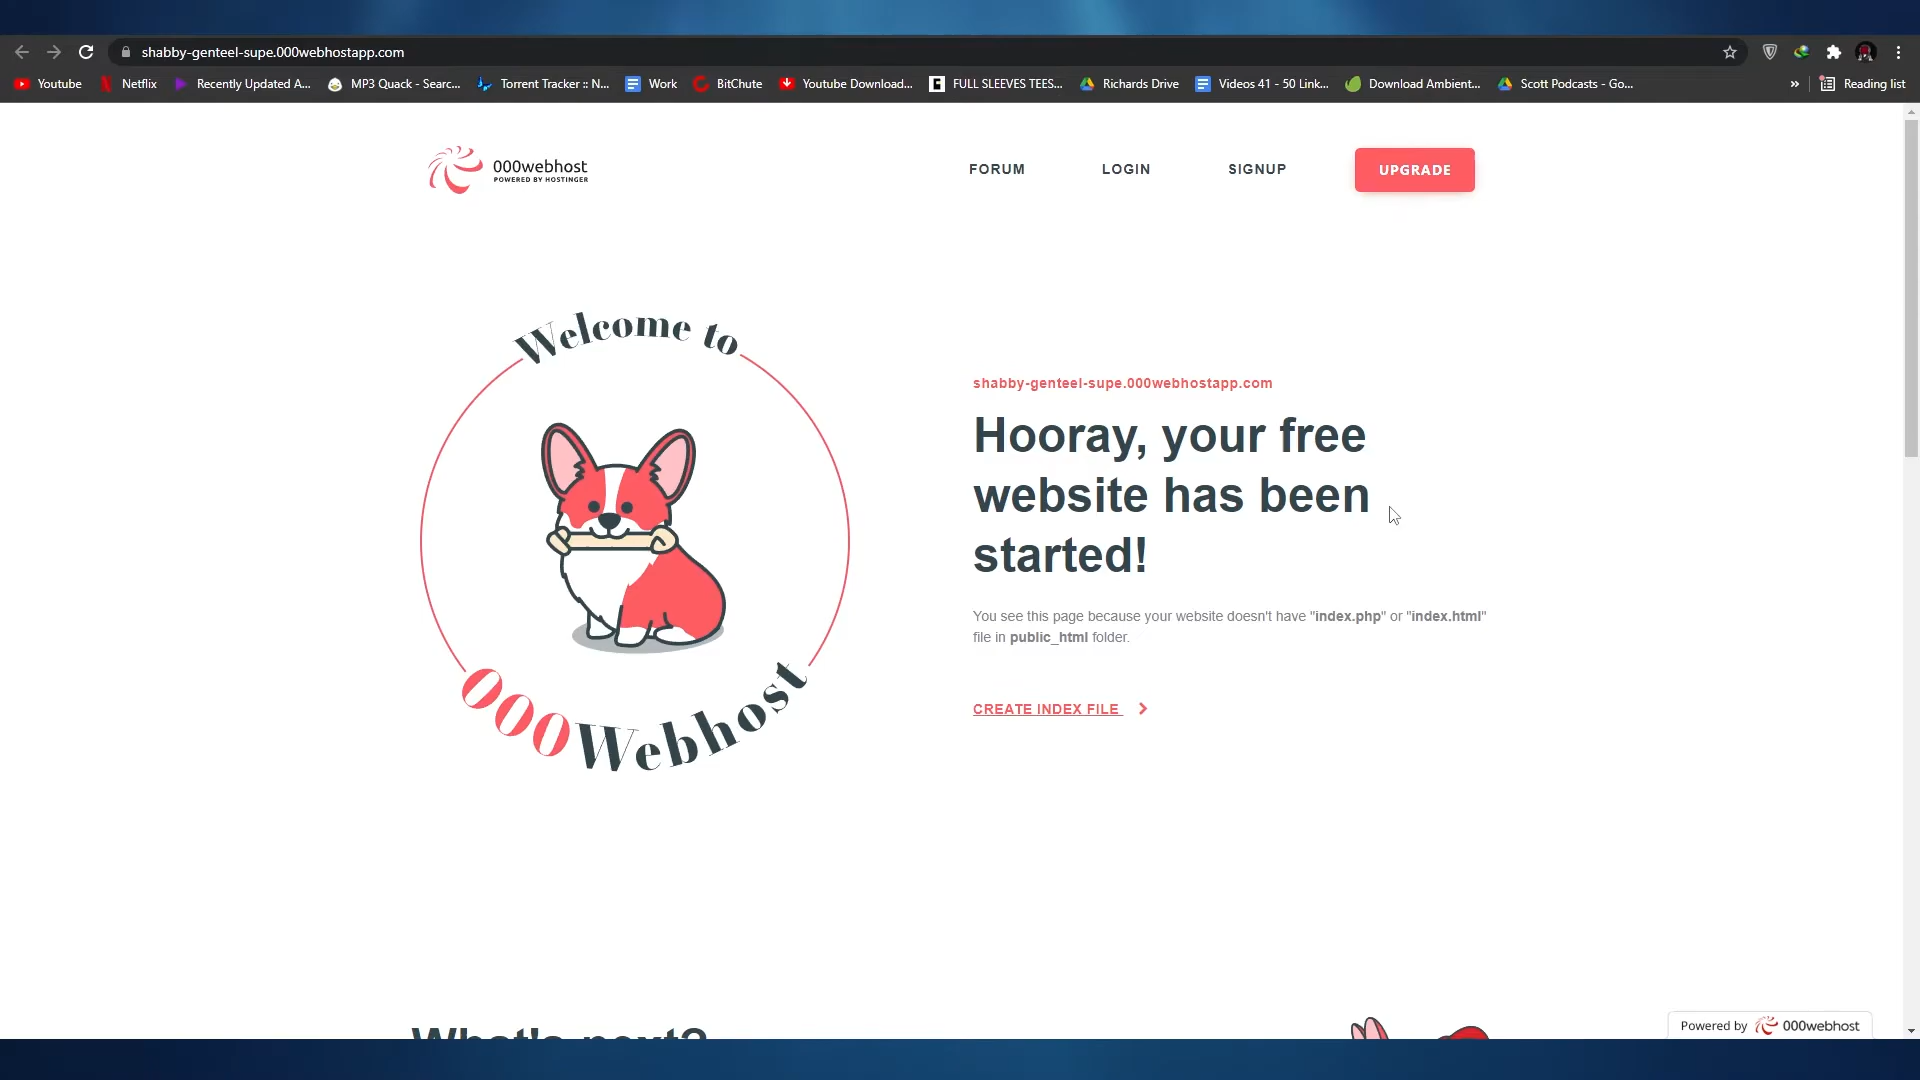 shabby-genteel-supe.000webhostapp.com
Youtube
Netflix
Recently Updated A...
MP3 Quack - Searc...
Torrent Tracker :: N...
Work
BitChute
Youtube Download...
FULL SLEEVES TEES...
Richards Drive
Videos 41 - 50 Link...
Download Ambient...
Scott Podcasts - Go...
»
Reading list
000webhost
POWERED BY HOSTINGER
FORUM
LOGIN
SIGNUP
UPGRADE
Welcome to
000Webhost
shabby-genteel-supe.000webhostapp.com
Hooray, your free
website has been
started!
You see this page because your website doesn't have "index.php" or "index.html"
file in public_html folder.
CREATE INDEX FILE
What's next?
Powered by 000webhost